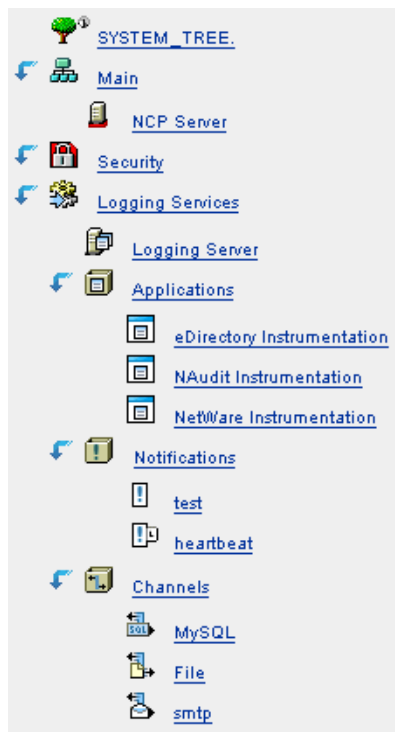 SYSTEM_TREE.
Main
NCP Server
Security
Logging Services
Logging Server
Applications
eDirectory Instrumentation
NAudit Instrumentation
NetWare Instrumentation
Notifications
test
heartbeat
Channels
SQL
MySQL
File
smtp